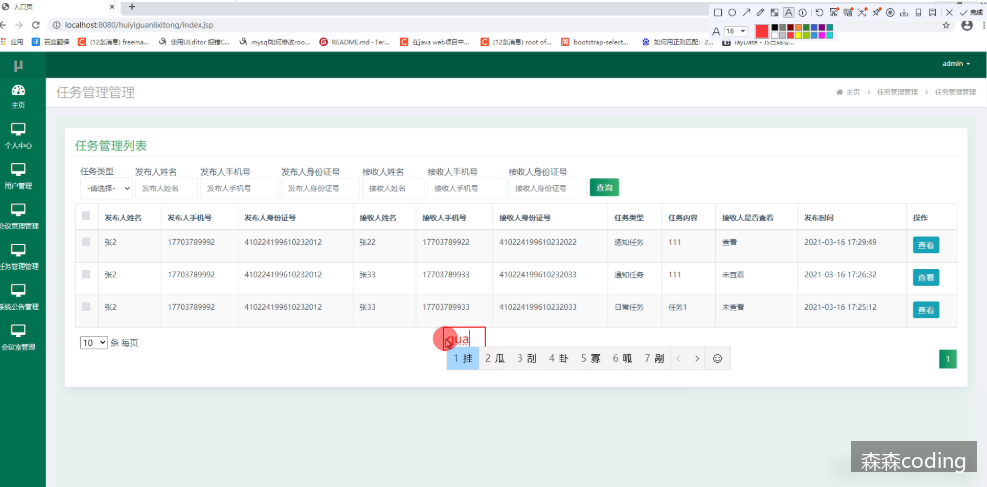 入口页
localhost:8080/huiyiguanlixitong/index.jsp
完成
A 18
应用 百度翻译 (12条消息) freema... 使用UEditor 报错C... mysql如何修改roo... README.md · Ter... 在java web项目中... (12条消息) root of... bootstrap-select... 如何用正则匹配：2...
µ
admin
主页
个人中心
用户管理
会议管理管理
任务管理管理
系统公告管理
会议室管理
任务管理管理
主页 > 任务管理管理 > 任务管理管理
任务管理列表
任务类型 发布人姓名 发布人手机号 发布人身份证号 接收人姓名 接收人手机号 接收人身份证号
-请选择- 发布人姓名 发布人手机号 发布人身份证号 接收人姓名 接收人手机号 接收人身份证号 查询
发布人姓名 发布人手机号 发布人身份证号 接收人姓名 接收人手机号 接收人身份证号 任务类型 任务内容 接收人是否查看 发布时间 操作
张2 17703789992 410224199610232012 张22 17703789922 410224199610232022 通知任务 111 查看 2021-03-16 17:29:49 查看
张2 17703789992 410224199610232012 张33 17703789933 410224199610232033 通知任务 111 未查看 2021-03-16 17:26:32 查看
张2 17703789992 410224199610232012 张33 17703789933 410224199610232033 日常任务 任务1 未查看 2021-03-16 17:25:12 查看
10 条 每页
gua
1 挂 2 瓜 3 刮 4 卦 5 寡 6 呱 7 剐
1
森森coding